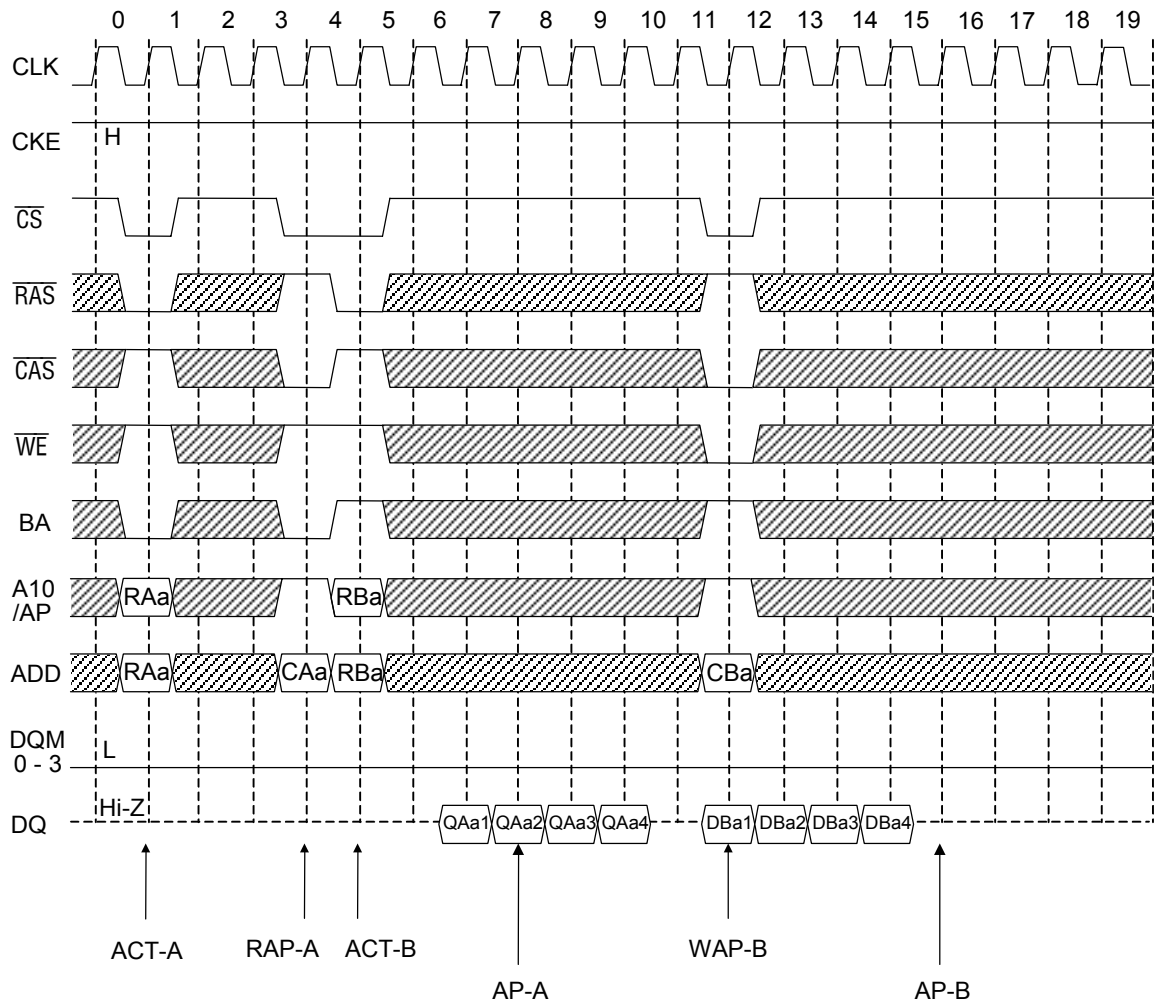 0 1 2 3 4 5 6 7 8 9 10 11 12 13 14 15 16 17 18 19
CLK
CKE H
CS
RAS
CAS
WE
BA
A10
/AP RAa RBa
ADD RAa CAa RBa CBa
DQM
0 - 3 L
DQ Hi-Z QAa1 QAa2 QAa3 QAa4 DBa1 DBa2 DBa3 DBa4
ACT-A RAP-A ACT-B WAP-B
AP-A AP-B